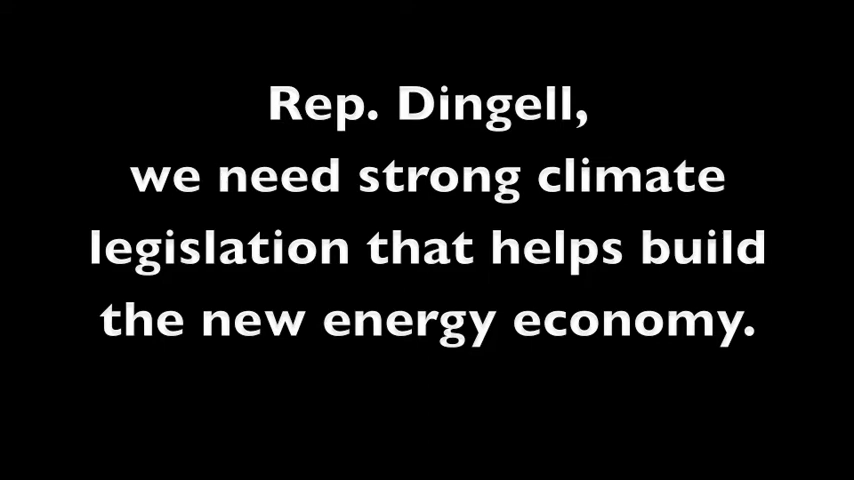 Rep. Dingell,
we need strong climate
legislation that helps build
the new energy economy.